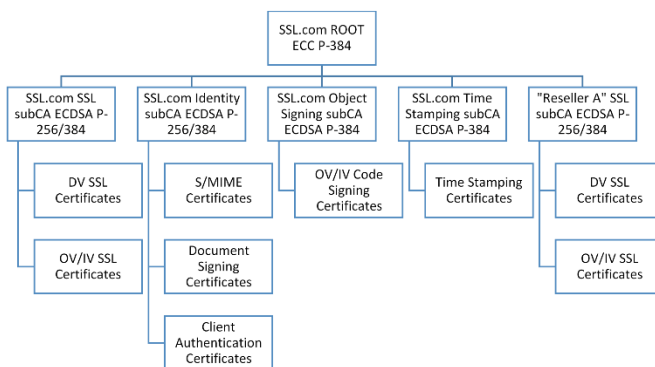 SSL.com ROOT
ECC P-384
SSL.com SSL
subCA ECDSA P-
256/384
SSL.com Identity
subCA ECDSA P-
256/384
SSL.com Object
Signing subCA
ECDSA P-384
SSL.com Time
Stamping subCA
ECDSA P-384
"Reseller A" SSL
subCA ECDSA P-
256/384
DV SSL
Certificates
S/MIME
Certificates
OV/IV Code
Signing
Certificates
Time Stamping
Certificates
DV SSL
Certificates
OV/IV SSL
Certificates
Document
Signing
Certificates
OV/IV SSL
Certificates
Client
Authentication
Certificates